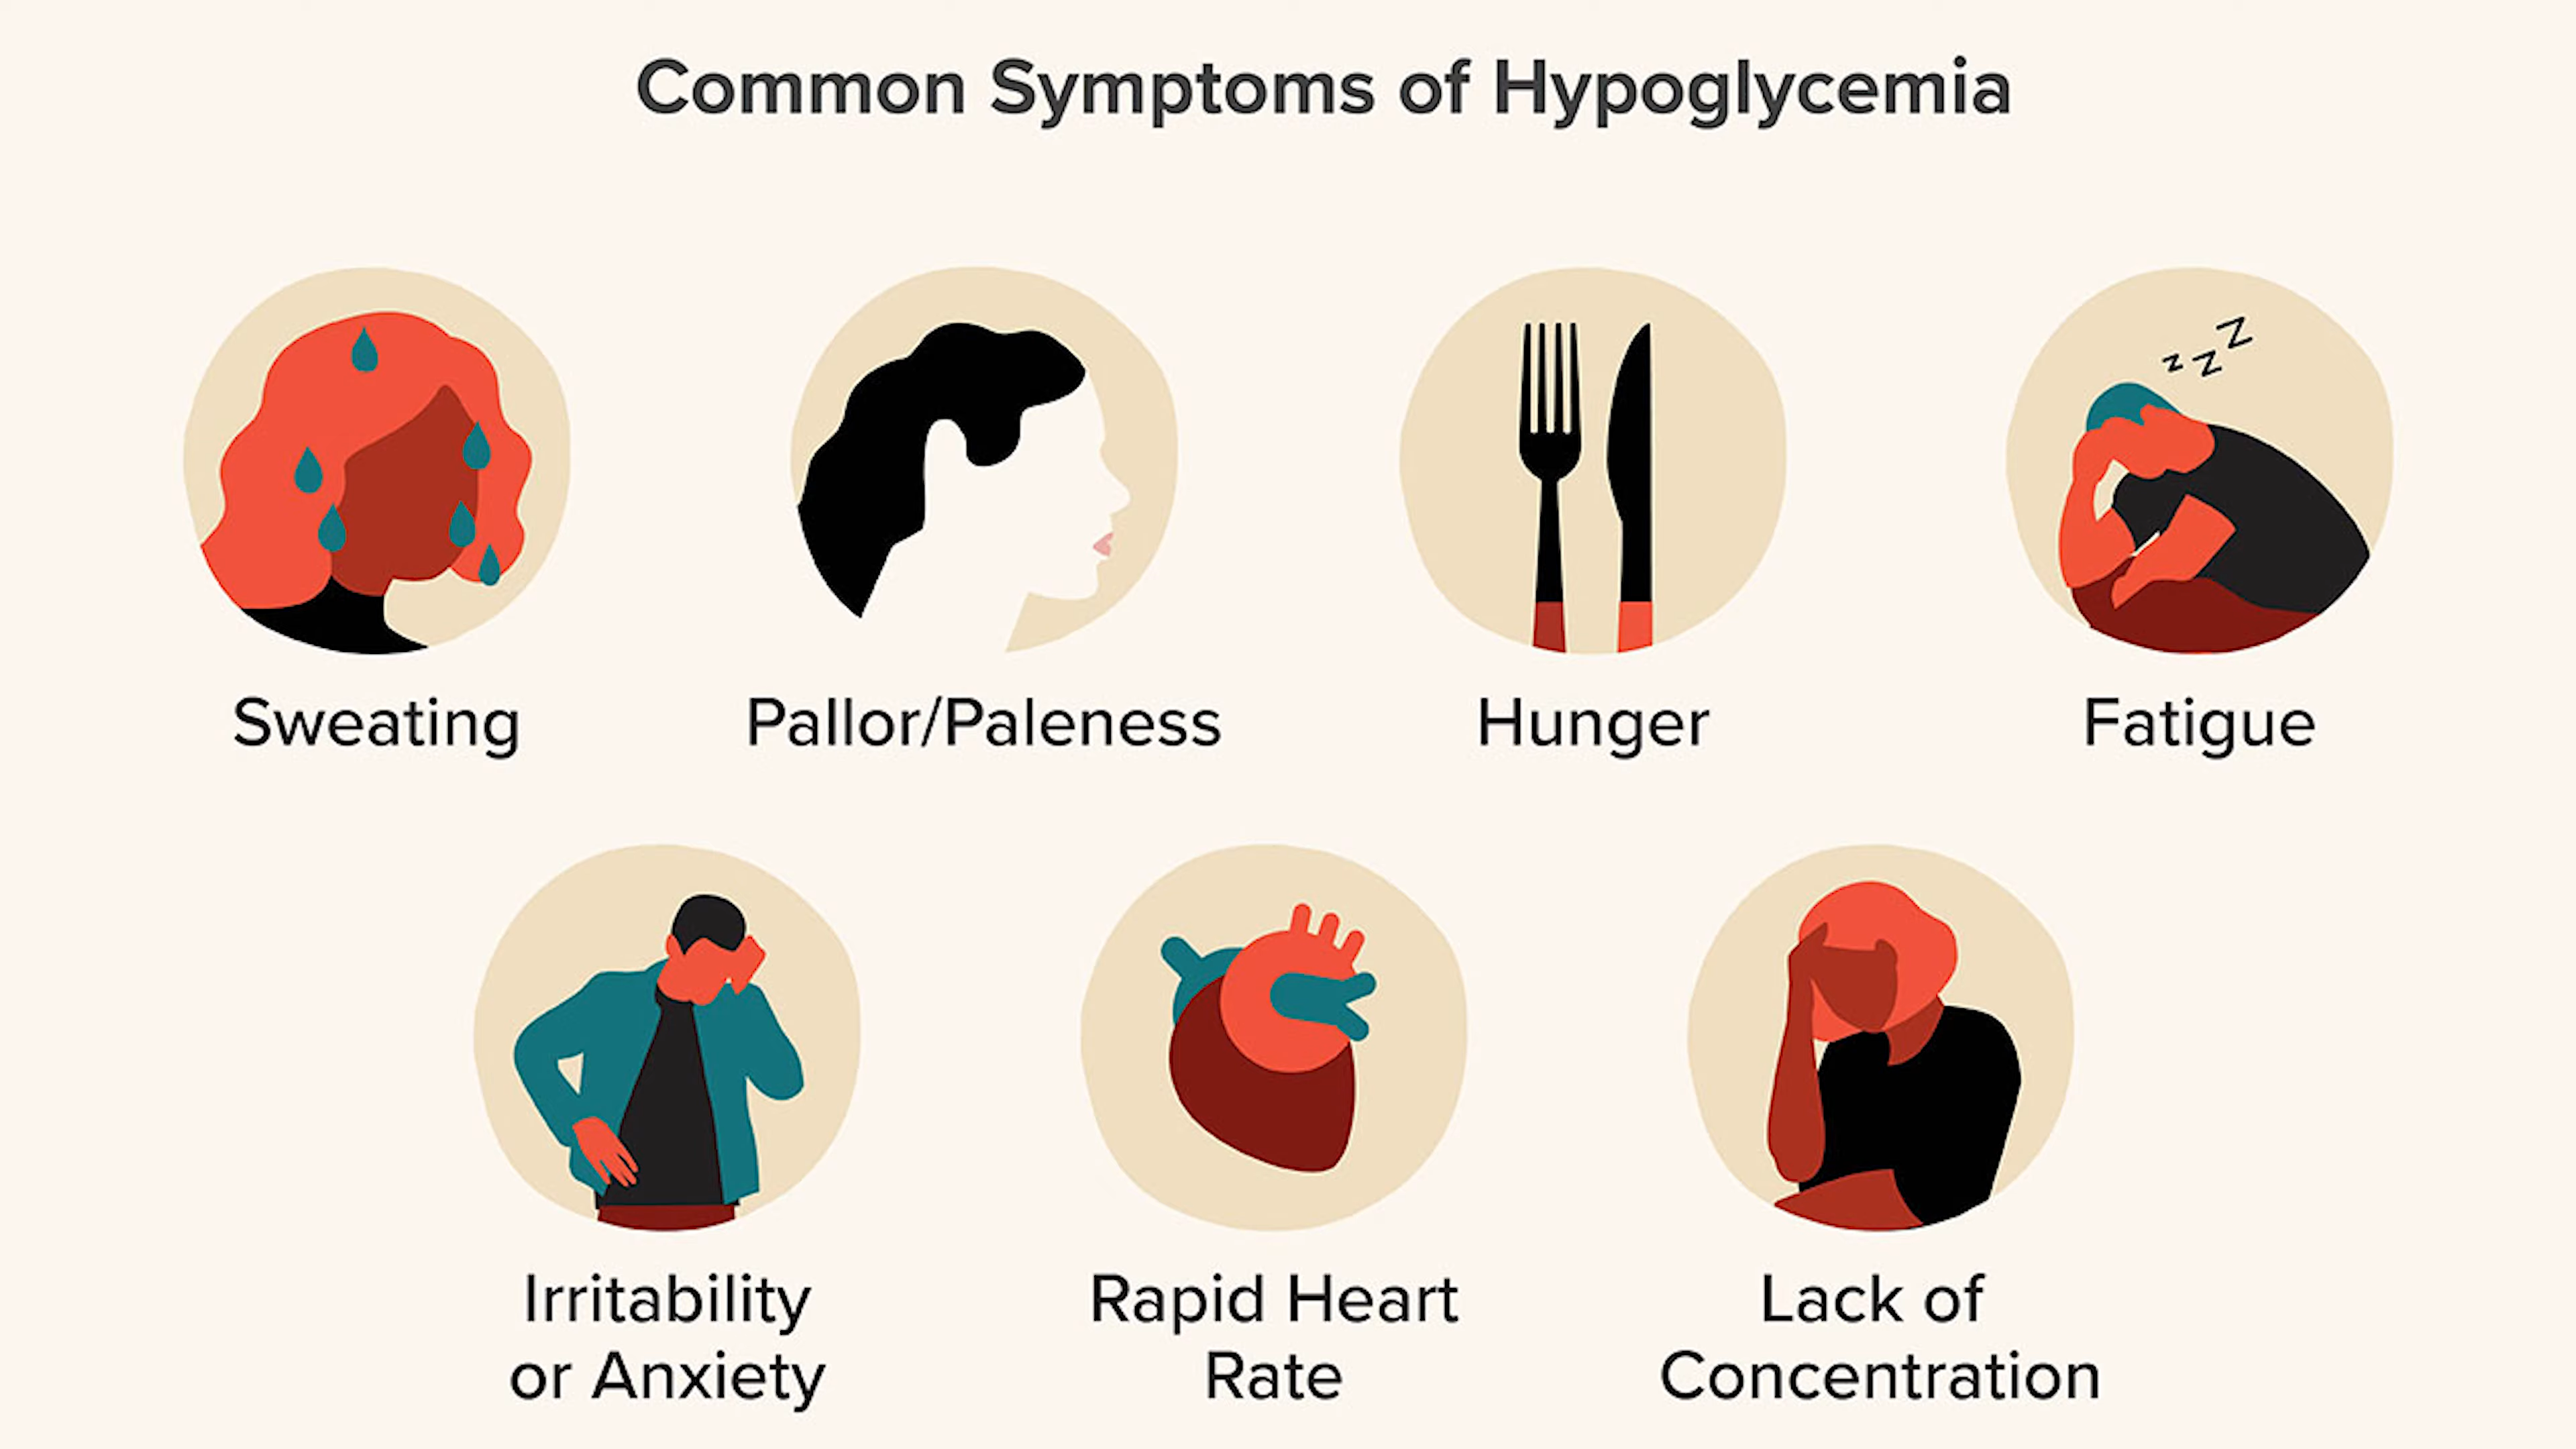 Common Symptoms of Hypoglycemia
z z Z
Sweating
Pallor/Paleness
Hunger
Fatigue
Irritability
or Anxiety
Rapid Heart
Rate
Lack of
Concentration